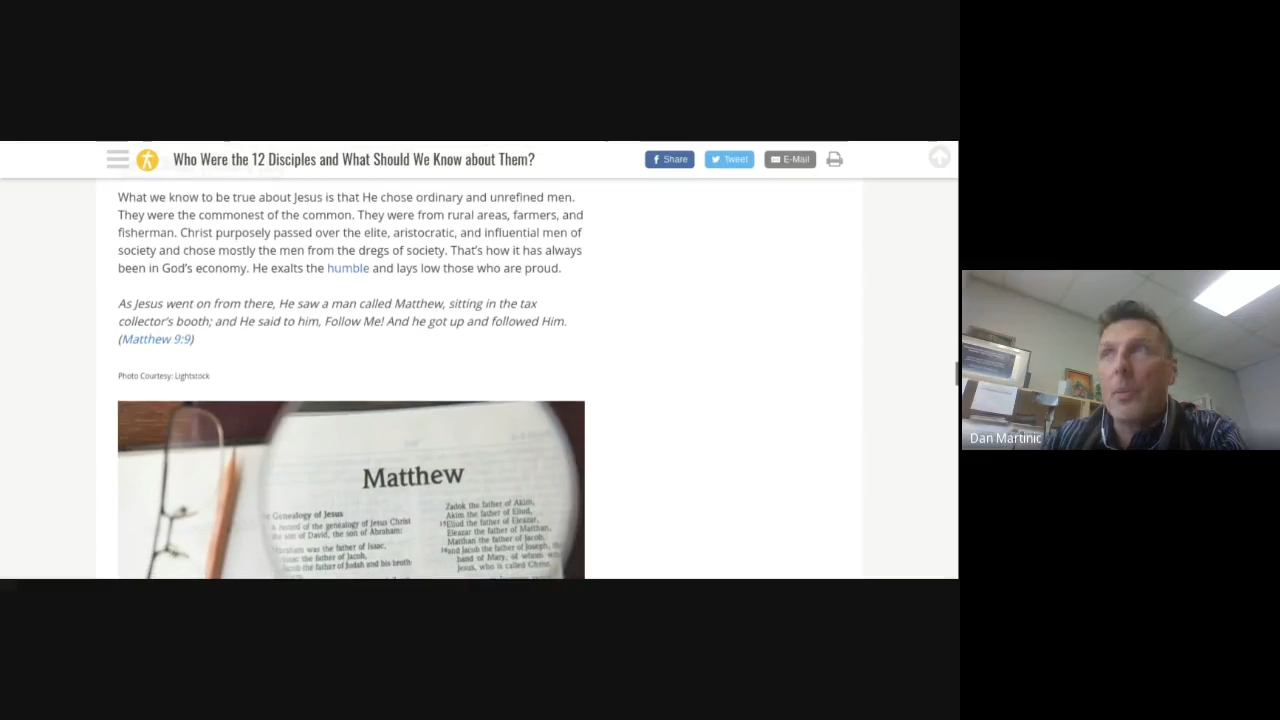 Who Were the 12 Disciples and What Should We Know about Them?
Share
Tweet
E-Mail
What we know to be true about Jesus is that He chose ordinary and unrefined men.
They were the commonest of the common. They were from rural areas, farmers, and
fisherman. Christ purposely passed over the elite, aristocratic, and influential men of
society and chose mostly the men from the dregs of society. That's how it has always
been in God's economy. He exalts the humble and lays low those who are proud.
As Jesus went on from there, He saw a man called Matthew, sitting in the tax
collector's booth; and He said to him, Follow Me! And he got up and followed Him.
(Matthew 9:9)
Photo Courtesy: Lightstock
Matthew
Genealogy of Jesus
A record of the genealogy of Jesus Christ
the son of David, the son of Abraham:
Abraham was the father of Isaac,
Isaac the father of Jacob,
Jacob the father of Judah and his broth-
Zadok the father of Akim,
Akim the father of Eliud,
15Eliud the father of Eleazar,
Eleazar the father of Matthan,
Matthan the father of Jacob,
16and Jacob the father of Joseph, the
band of Mary, of whom was
Jesus, who is called Christ.
Dan Martinic